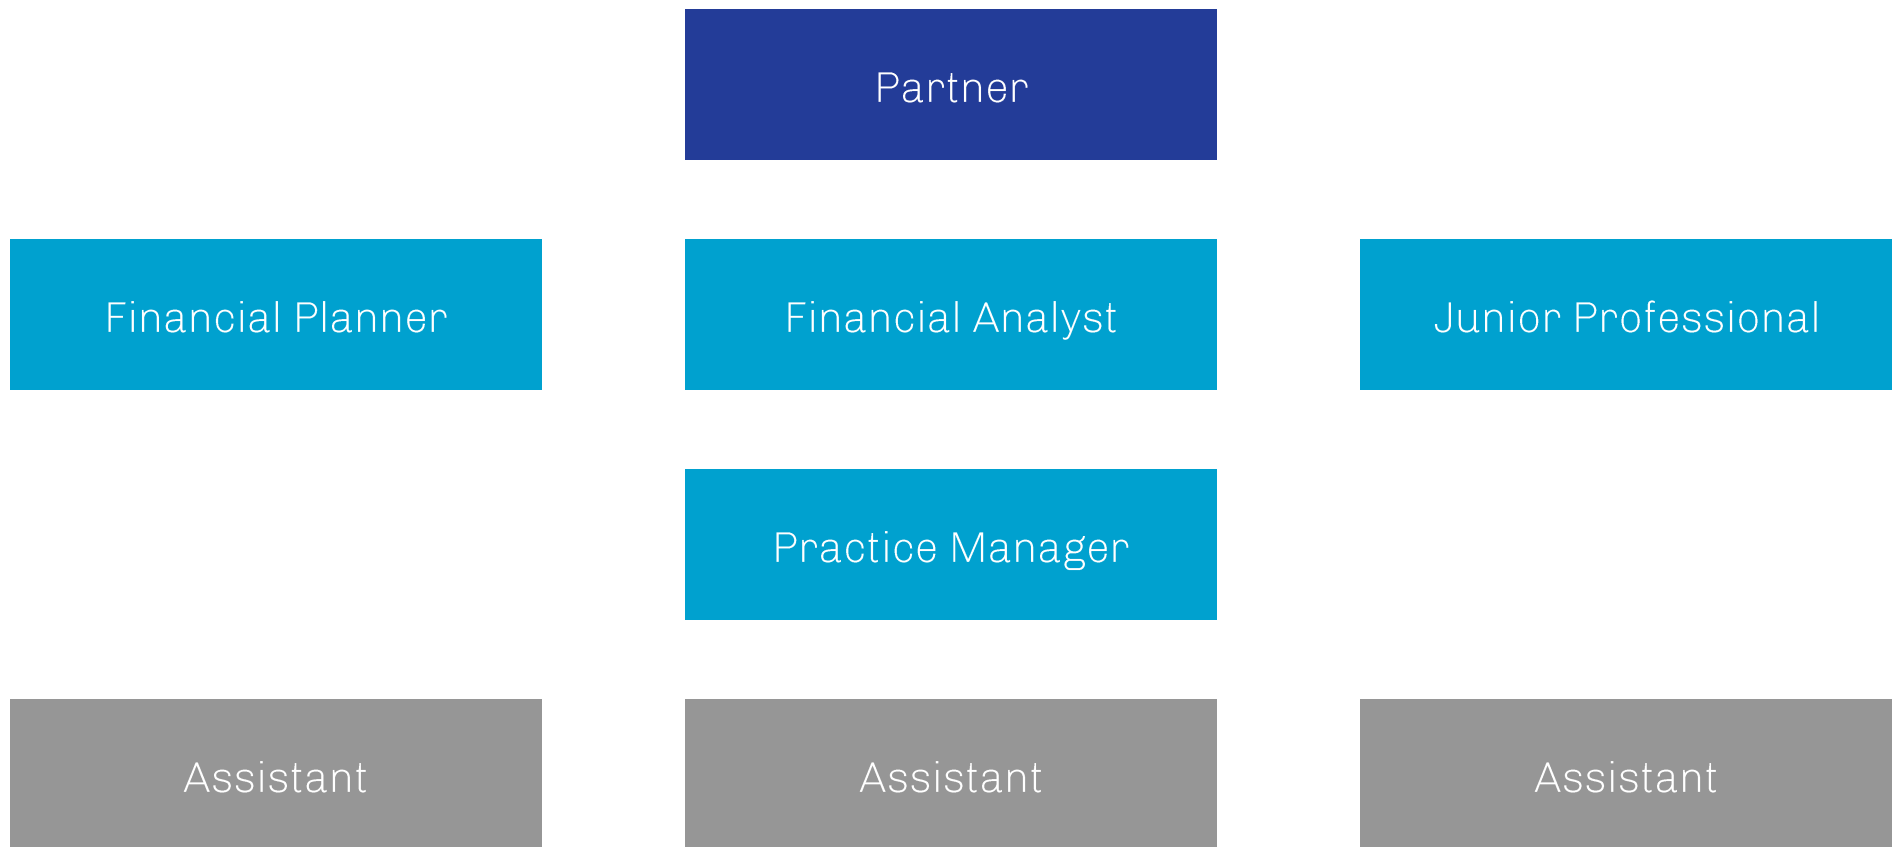 Partner
Financial Planner
Financial Analyst
Junior Professional
Practice Manager
Assistant
Assistant
Assistant